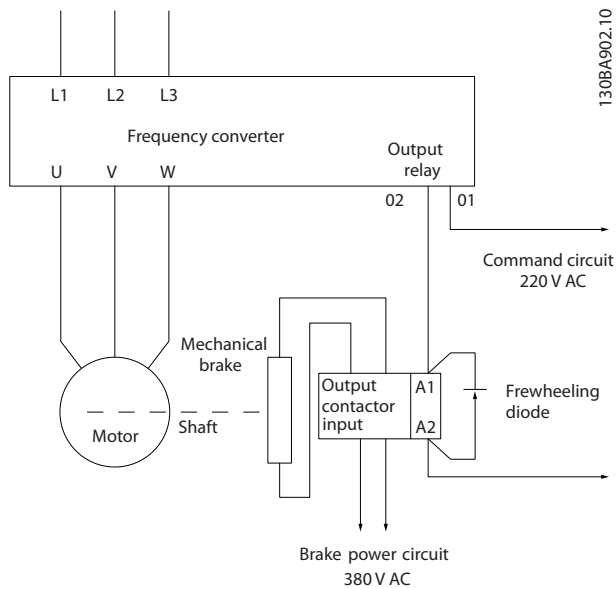 130BA902.10
L1 L2 L3
Frequency converter
U V W
Output
relay
02 01
Command circuit
220 V AC
Mechanical
brake
Output
contactor
input
A1
A2
Frewheeling
diode
Motor
Shaft
Brake power circuit
380 V AC